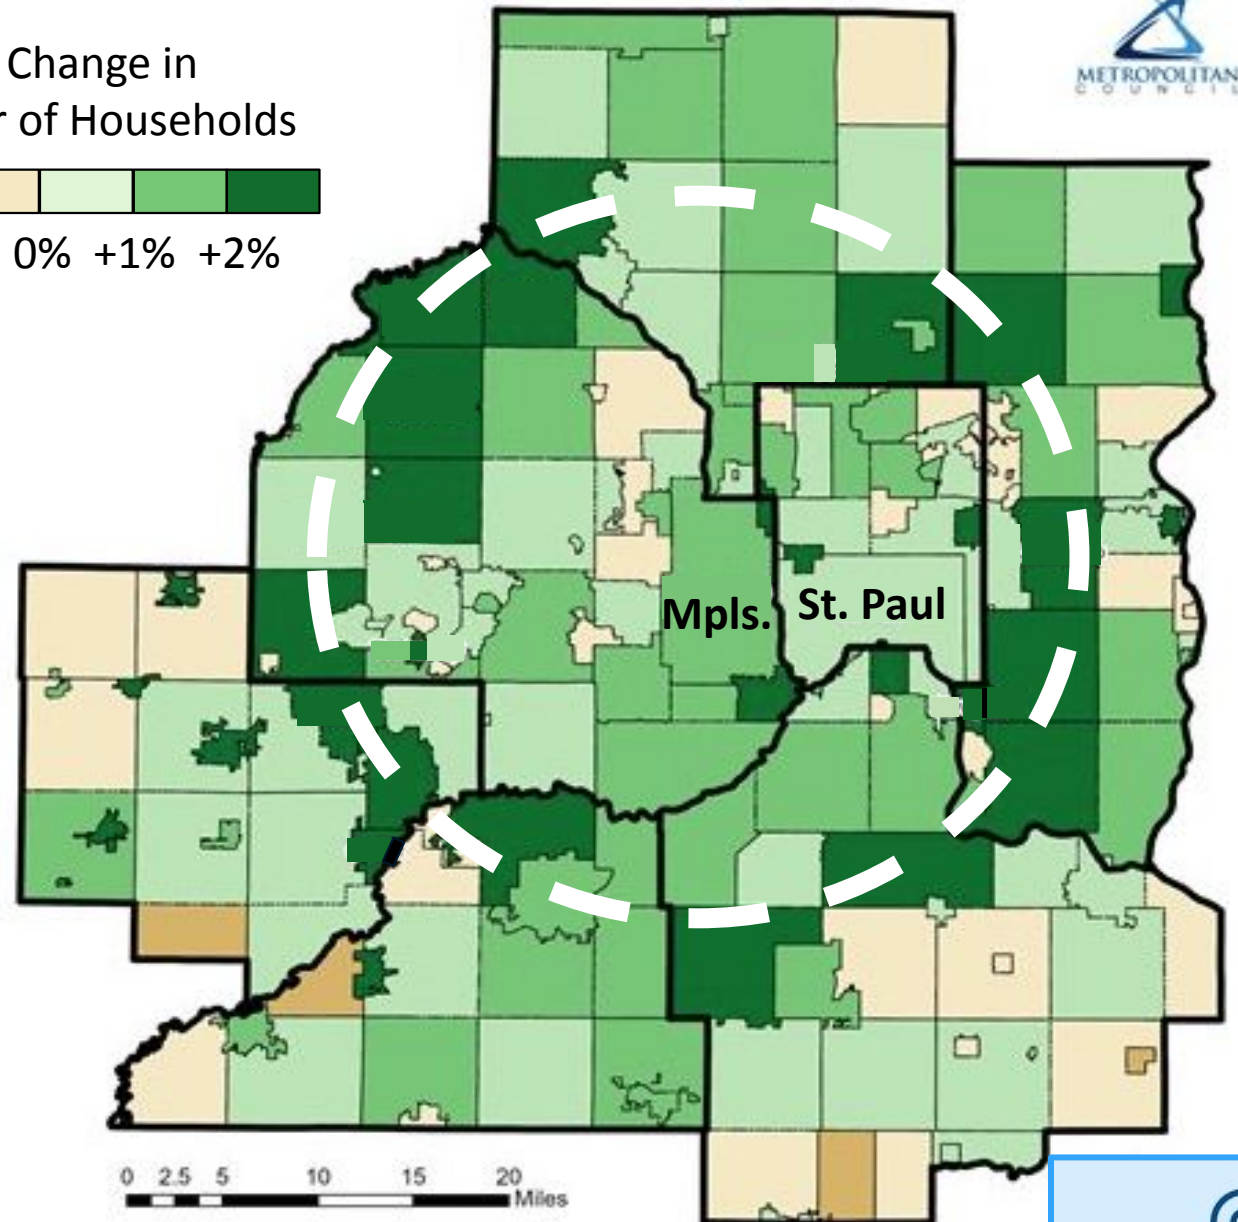 Change in
r of Households
0% +1% +2%
METROPOLITAN
COUNCIL
Mpls. St. Paul
0 2.5 5 10 15 20
Miles